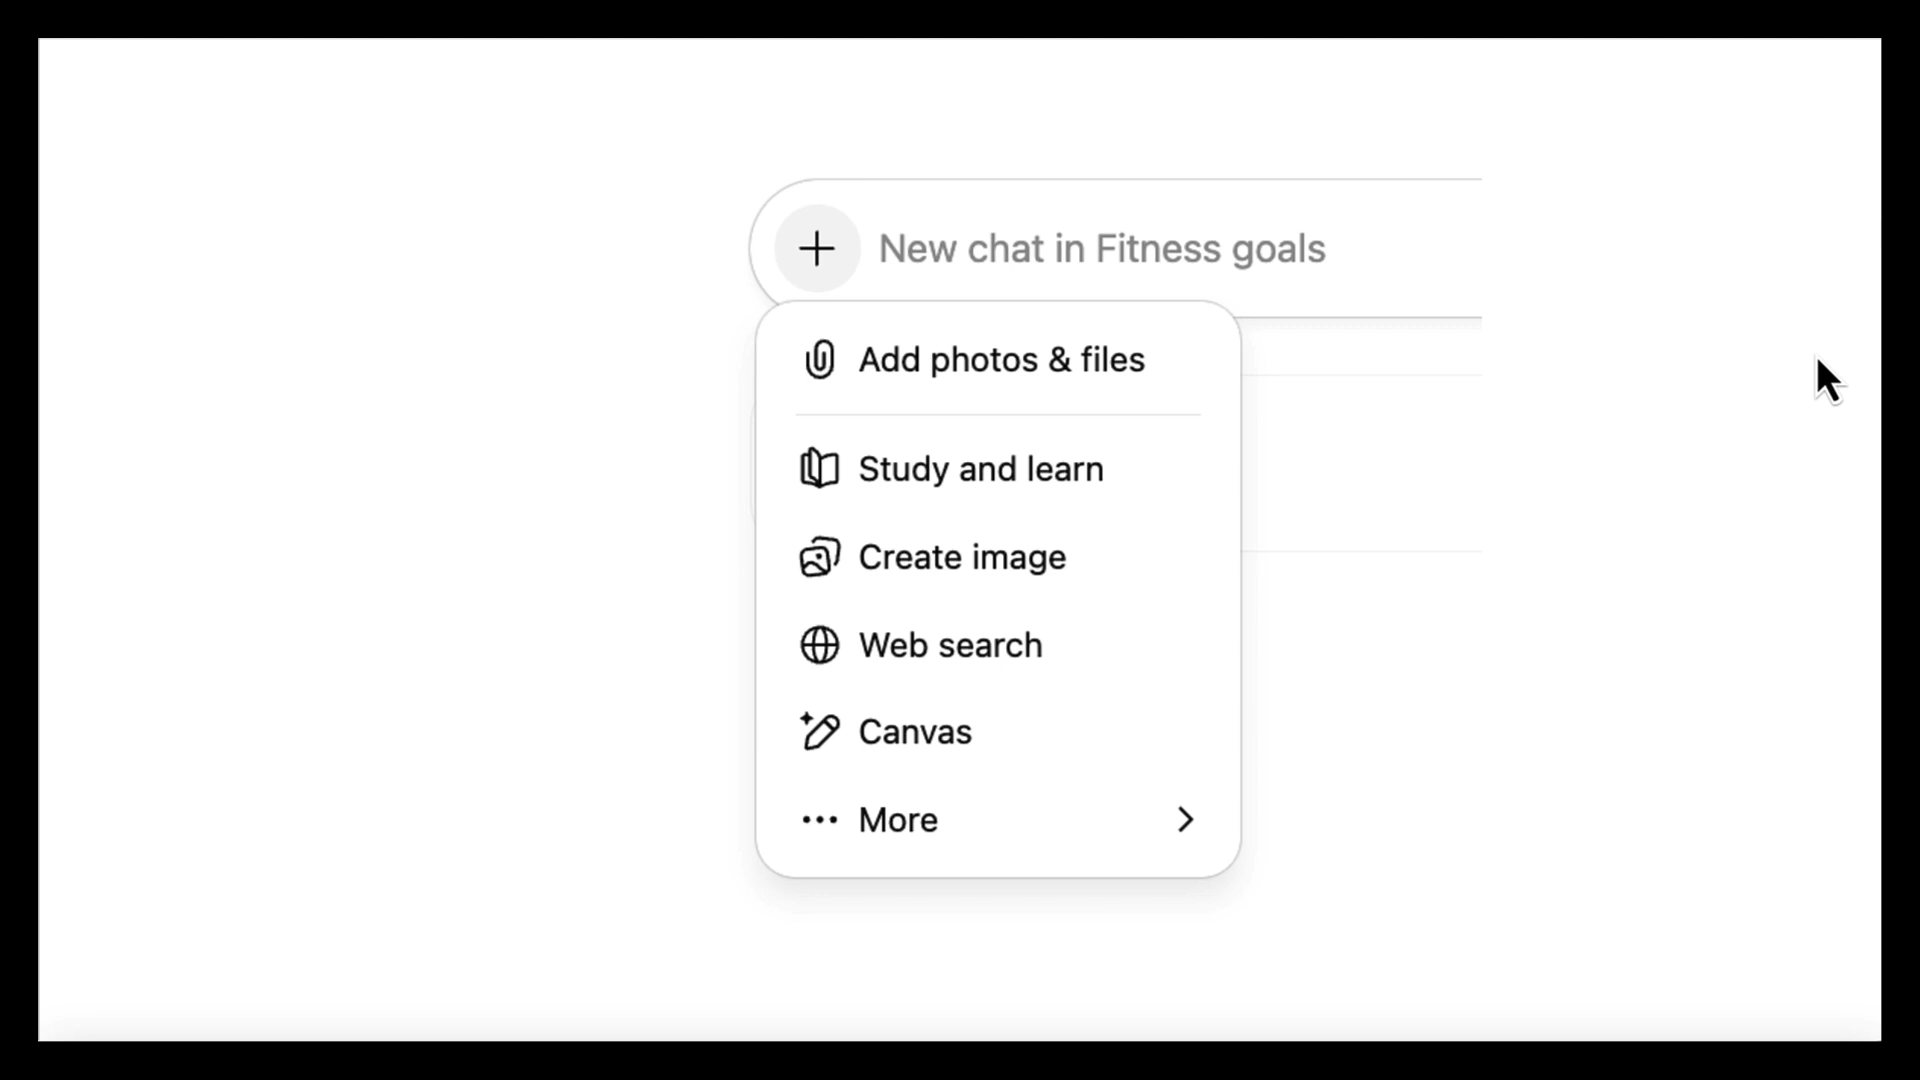 New chat in Fitness goals
Add photos & files
Study and learn
Create image
Web search
Canvas
More